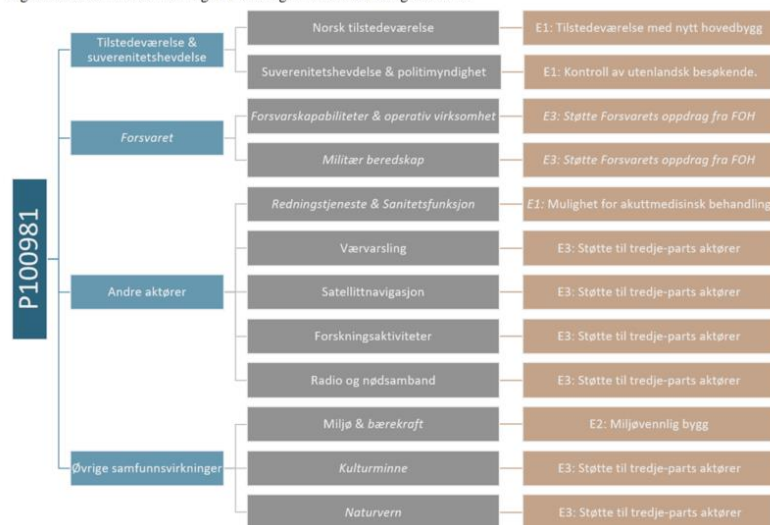 P100981
Tilstedeværelse &
suverenitetshevdelse
Norsk tilstedeværelse
E1: Tilstedeværelse med nytt hovedbygg
Suverenitetshevdelse & politimyndighet
E1: Kontroll av utenlandsk besøkende.
Forsvaret
Forsvarskapabiliteter & operativ virksomhet
E3: Støtte Forsvarets oppdrag fra FOH
Militær beredskap
E3: Støtte Forsvarets oppdrag fra FOH
Andre aktører
Redningstjeneste & Sanitetsfunksjon
E1: Mulighet for akuttmedisinsk behandling
Værvarsling
E3: Støtte til tredje-parts aktører
Satellittnavigasjon
E3: Støtte til tredje-parts aktører
Forskningsaktiviteter
E3: Støtte til tredje-parts aktører
Radio og nødsamband
E3: Støtte til tredje-parts aktører
Øvrige samfunnsvirkninger
Miljø & bærekraft
E2: Miljøvennlig bygg
Kulturminne
E3: Støtte til tredje-parts aktører
Naturvern
E3: Støtte til tredje-parts aktører